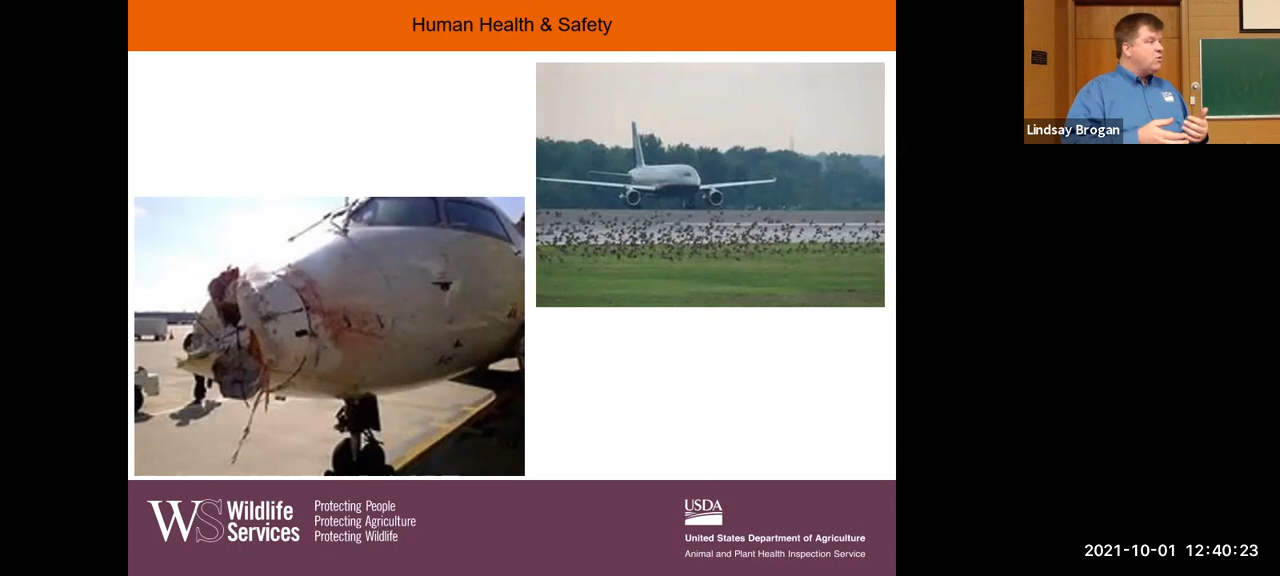 Human Health & Safety
Lindsay Brogan
WS Wildlife Services
Protecting People
Protecting Agriculture
Protecting Wildlife
USDA
United States Department of Agriculture
Animal and Plant Health Inspection Service
2021-10-01 12:40:23